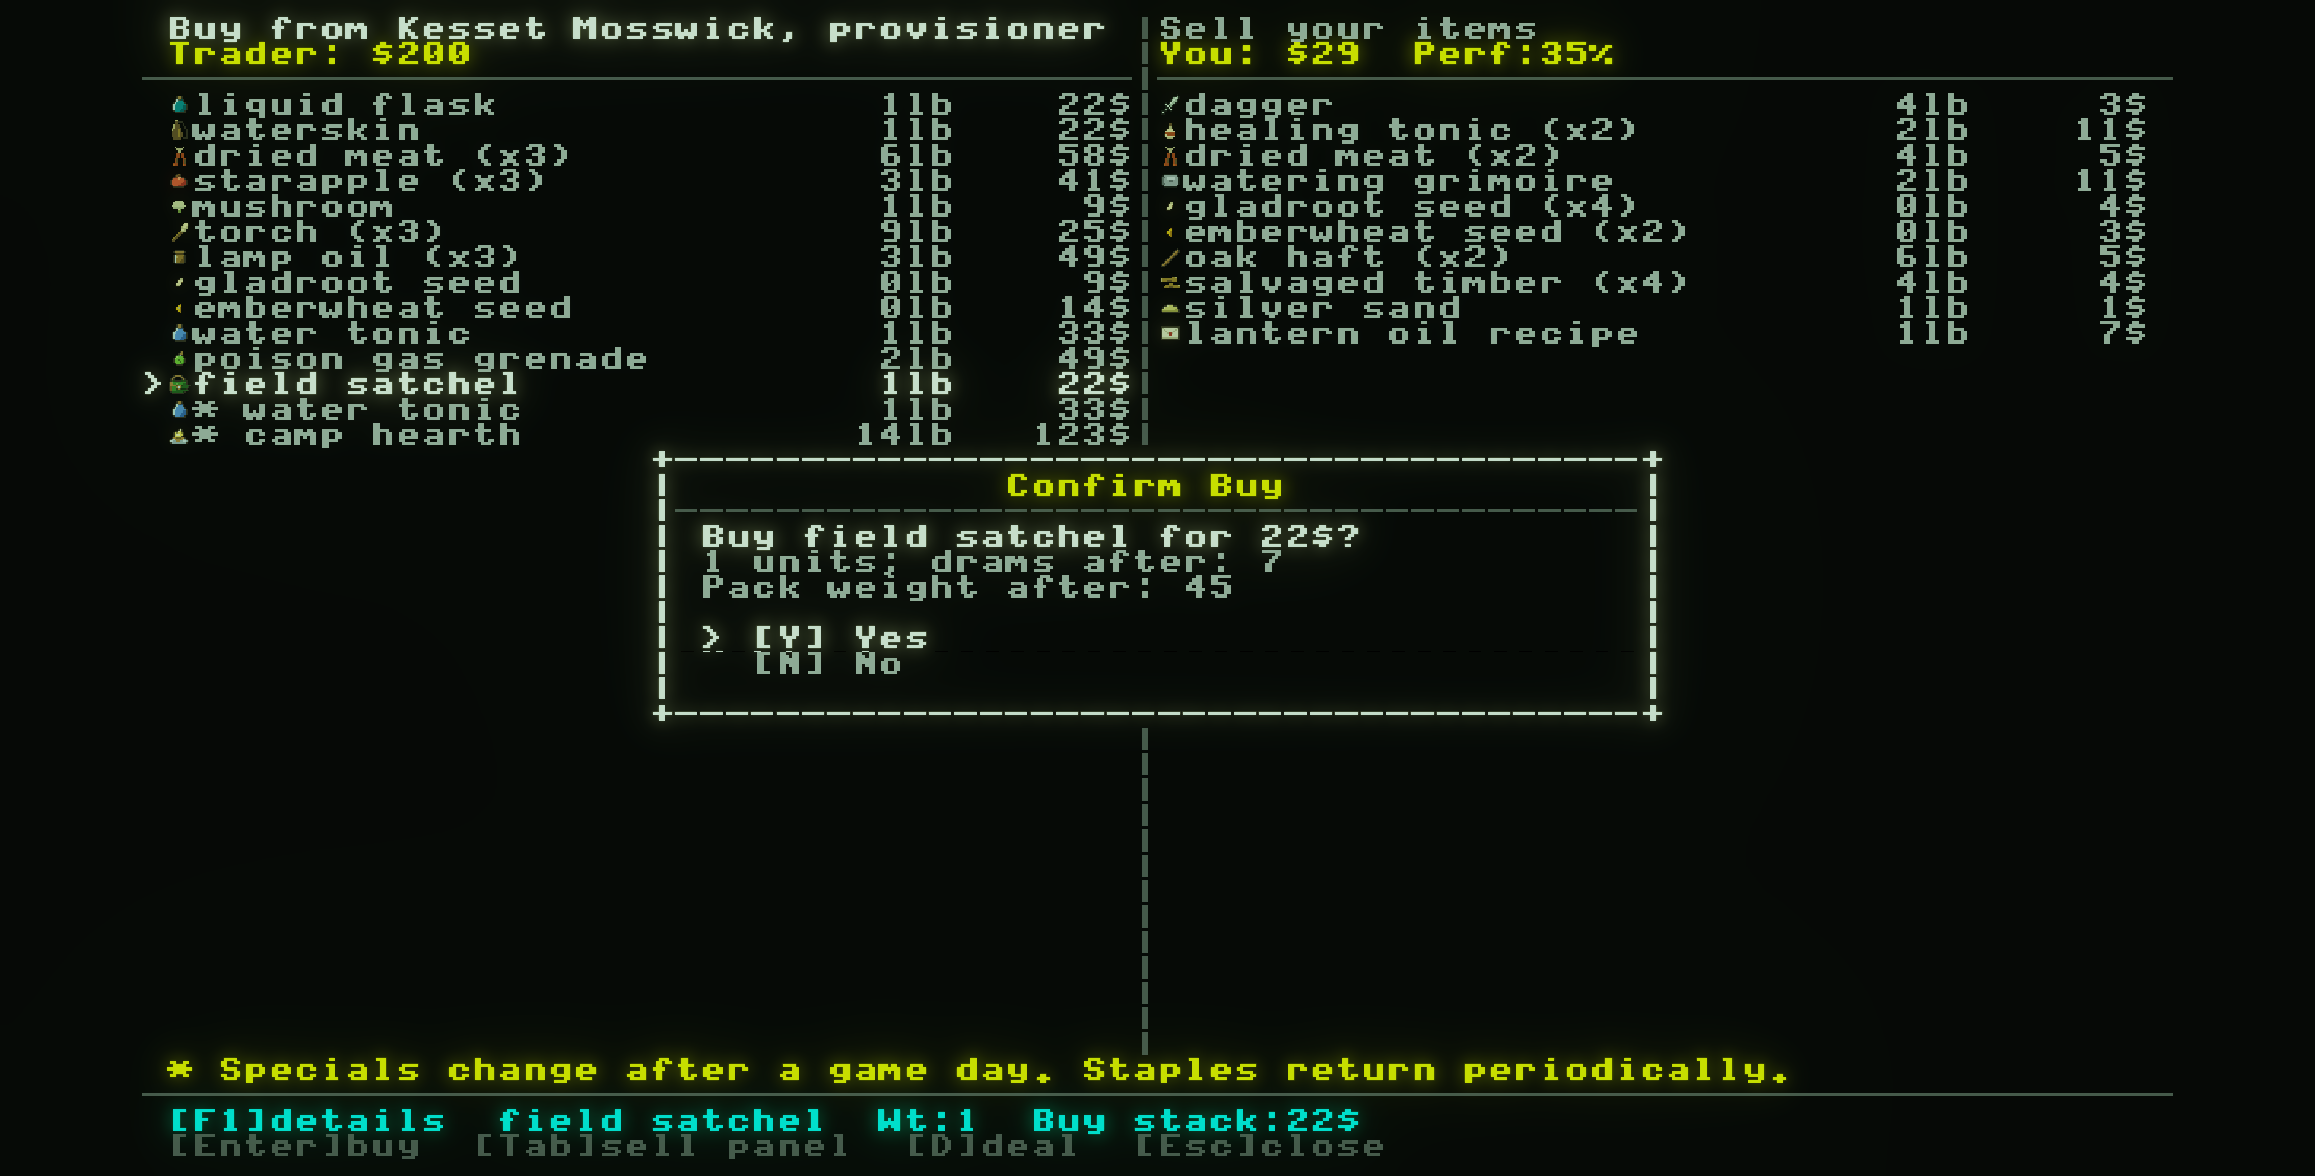 Buy from Kesset Mosswick, provisioner
Trader: $200
liquid flask 1lb 22$
waterskin 1lb 22$
dried meat (x3) 6lb 58$
starapple (x3) 3lb 41$
mushroom 1lb 9$
torch (x3) 9lb 25$
lamp oil (x3) 3lb 49$
gladroot seed 0lb 9$
emberwheat seed 0lb 14$
water tonic 1lb 33$
poison gas grenade 2lb 49$
> field satchel 1lb 22$
* water tonic 1lb 33$
* camp hearth 14lb 123$
Sell your items
You: $29 Perf:35%
dagger 4lb 3$
healing tonic (x2) 2lb 11$
dried meat (x2) 4lb 5$
watering grimoire 2lb 11$
gladroot seed (x4) 0lb 4$
emberwheat seed (x2) 0lb 3$
oak haft (x2) 6lb 5$
salvaged timber (x4) 4lb 4$
silver sand 1lb 1$
lantern oil recipe 1lb 7$
Confirm Buy
Buy field satchel for 22$?
1 units; drams after: 7
Pack weight after: 45
> [Y] Yes
[N] No
* Specials change after a game day. Staples return periodically.
[F1]details field satchel Wt:1 Buy stack:22$
[Enter]buy [Tab]sell panel [D]deal [Esc]close